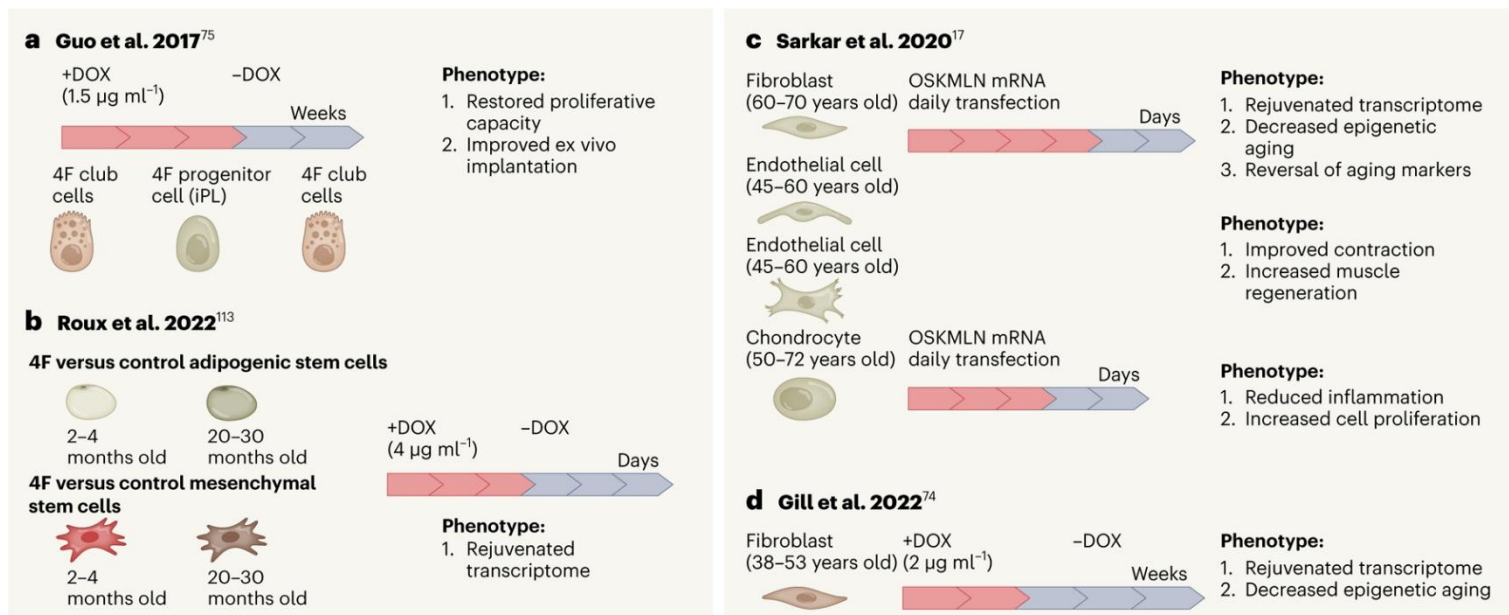 a Guo et al. 2017⁷⁵
+DOX
(1.5 µg ml⁻¹)
–DOX
Weeks
4F club
cells
4F progenitor
cell (iPL)
4F club
cells
Phenotype:
1. Restored proliferative
capacity
2. Improved ex vivo
implantation
b Roux et al. 2022¹¹³
4F versus control adipogenic stem cells
2–4
months old
20–30
months old
4F versus control mesenchymal
stem cells
2–4
months old
20–30
months old
+DOX
(4 µg ml⁻¹)
–DOX
Days
Phenotype:
1. Rejuvenated
transcriptome
c Sarkar et al. 2020¹⁷
Fibroblast
(60–70 years old)
OSKMLN mRNA
daily transfection
Days
Endothelial cell
(45–60 years old)
Endothelial cell
(45–60 years old)
Phenotype:
1. Rejuvenated transcriptome
2. Decreased epigenetic
aging
3. Reversal of aging markers
Phenotype:
1. Improved contraction
2. Increased muscle
regeneration
Chondrocyte
(50–72 years old)
OSKMLN mRNA
daily transfection
Days
Phenotype:
1. Reduced inflammation
2. Increased cell proliferation
d Gill et al. 2022⁷⁴
Fibroblast
(38–53 years old)
+DOX
(2 µg ml⁻¹)
–DOX
Weeks
Phenotype:
1. Rejuvenated transcriptome
2. Decreased epigenetic aging